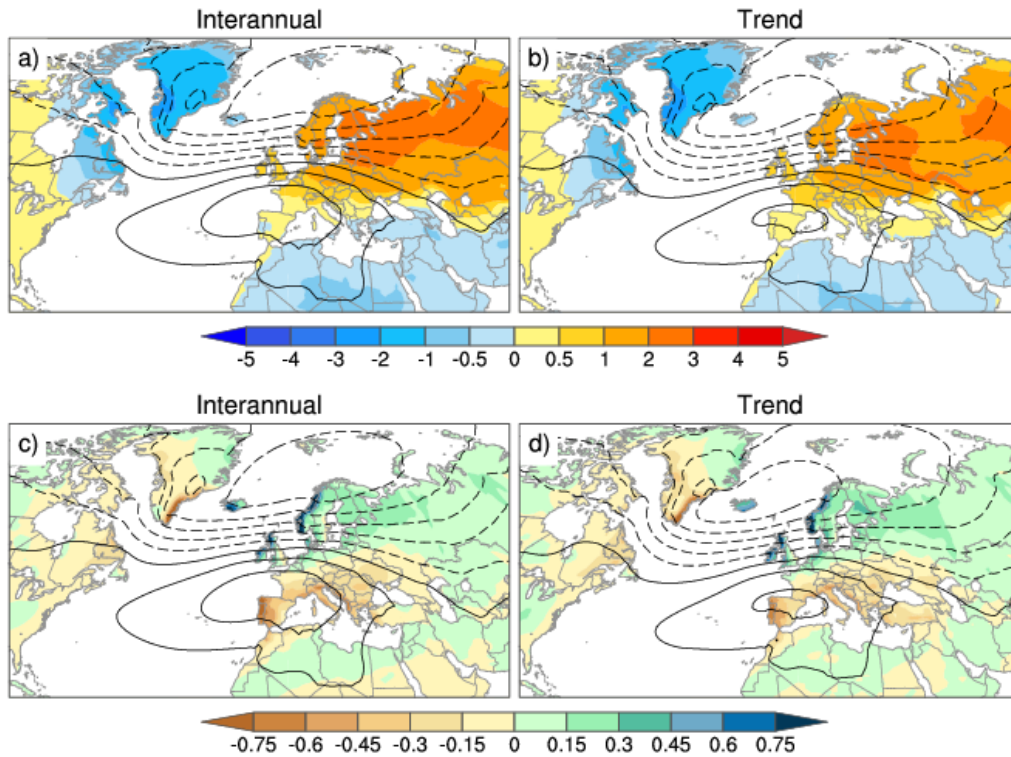 Interannual Trend
a) b)
-5 -4 -3 -2 -1 -0.5 0 0.5 1 2 3 4 5
Interannual Trend
c) d)
-0.75 -0.6 -0.45 -0.3 -0.15 0 0.15 0.3 0.45 0.6 0.75